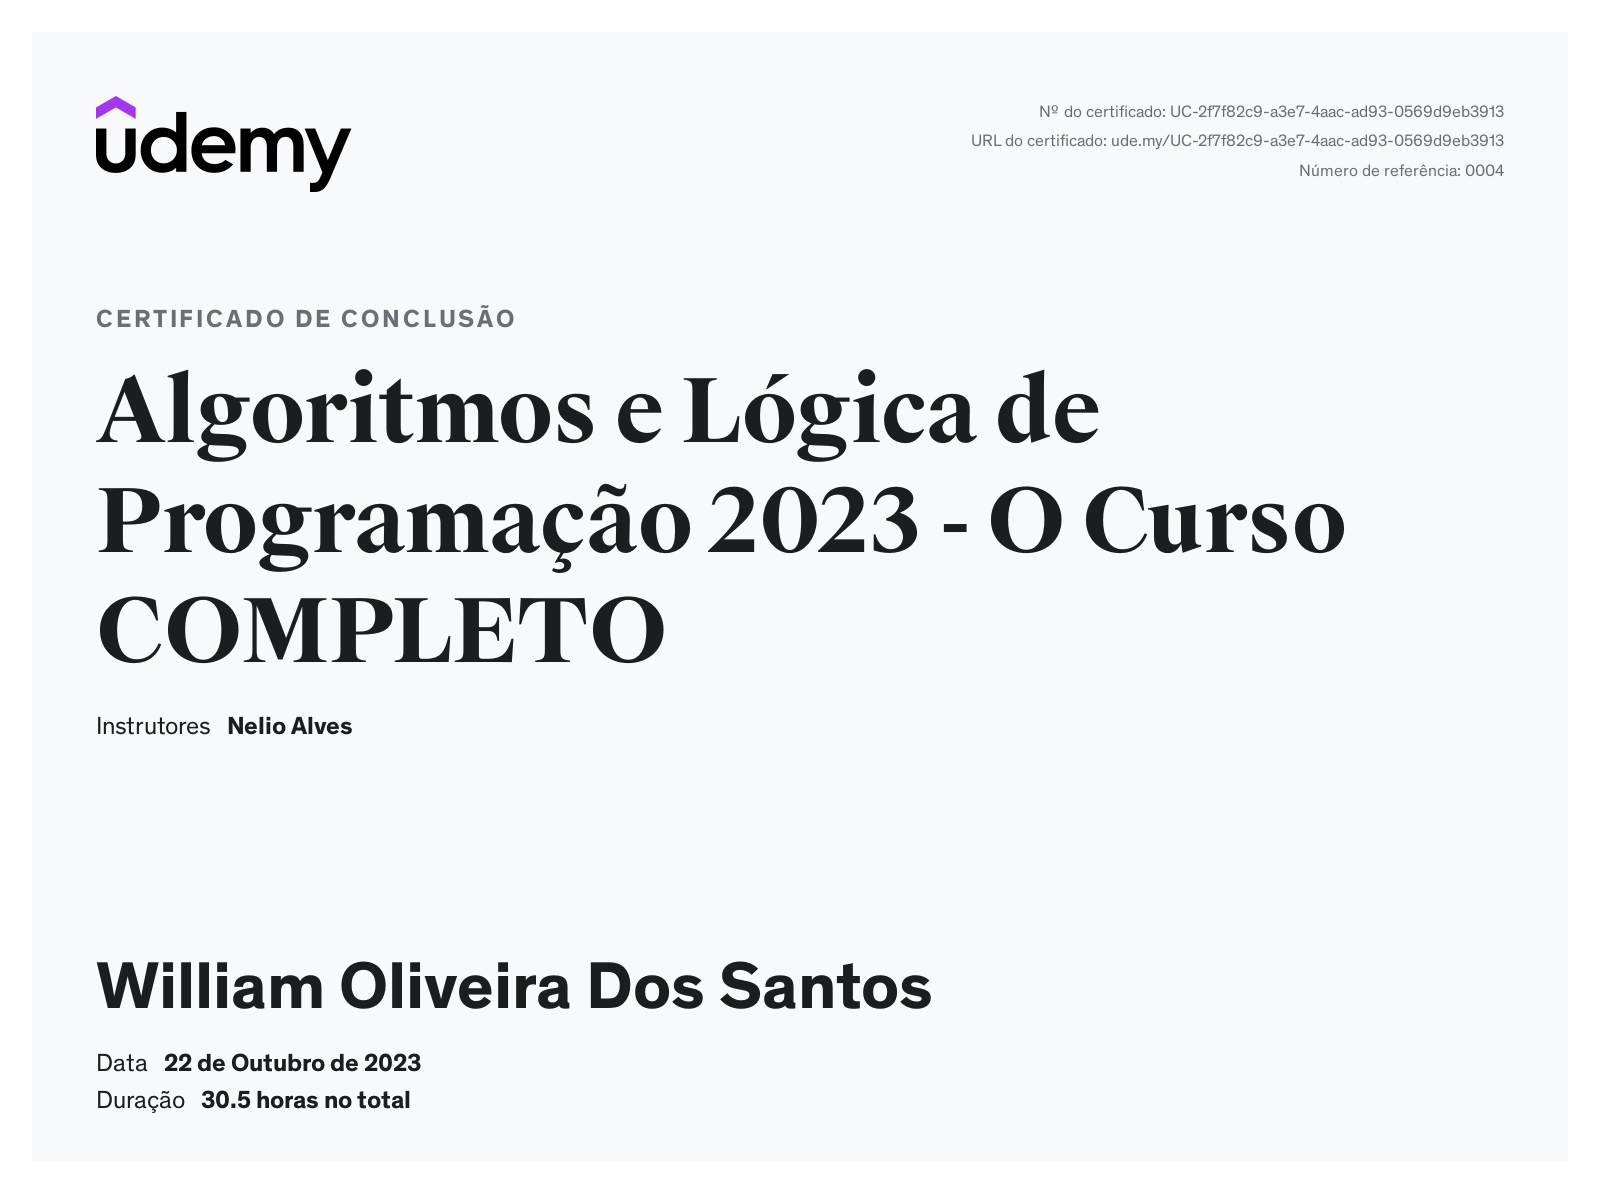 udemy
Nº do certificado: UC-2f7f82c9-a3e7-4aac-ad93-0569d9eb3913
URL do certificado: ude.my/UC-2f7f82c9-a3e7-4aac-ad93-0569d9eb3913
Número de referência: 0004
CERTIFICADO DE CONCLUSÃO
Algoritmos e Lógica de
Programação 2023 - O Curso
COMPLETO
Instrutores Nelio Alves
William Oliveira Dos Santos
Data 22 de Outubro de 2023
Duração 30.5 horas no total